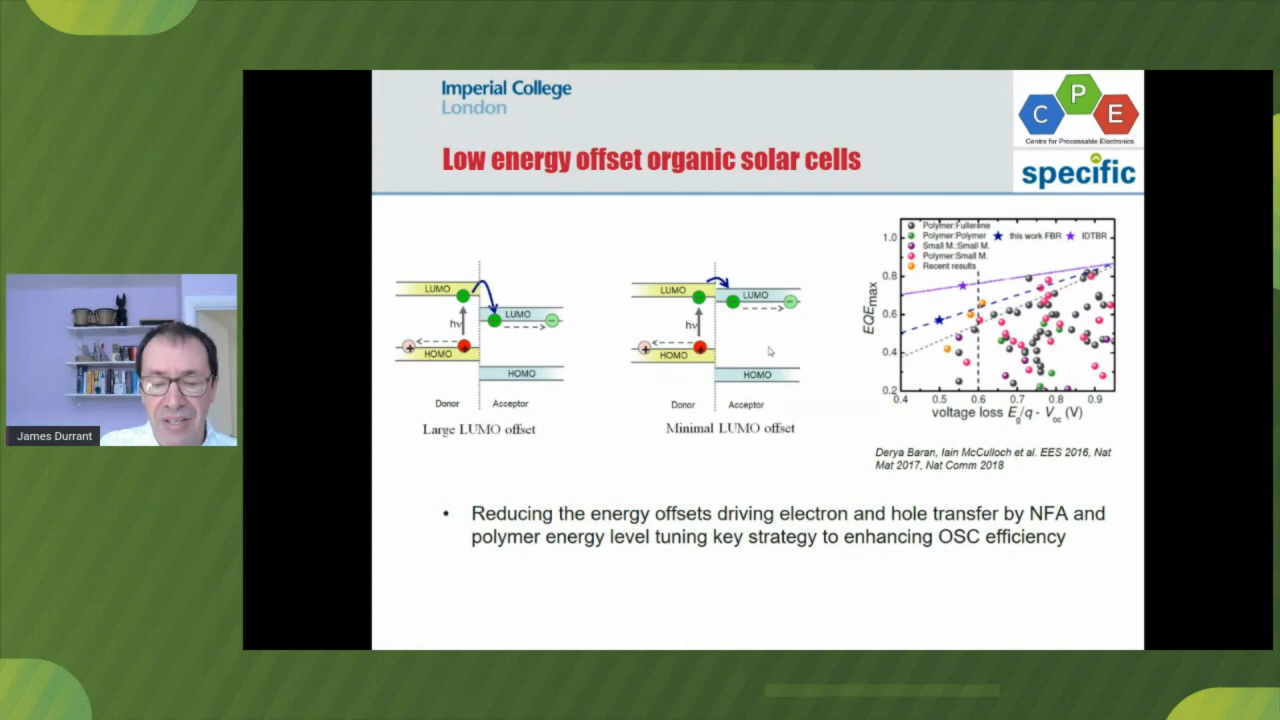 Imperial College
London
C P E
Centre for Processable Electronics
Low energy offset organic solar cells
specific
LUMO
hν
HOMO
LUMO
HOMO
Donor
Acceptor
Large LUMO offset
LUMO
hν
HOMO
LUMO
HOMO
Donor
Acceptor
Minimal LUMO offset
Polymer:Fullerene
Polymer:Polymer
this work FBR
IDTBR
Small M.:Small M.
Polymer:Small M.
Recent results
1.0
0.8
0.6
0.4
0.2
EQEmax
0.4 0.5 0.6 0.7 0.8 0.9
voltage loss Eg/q - Voc (V)
Derya Baran, Iain McCulloch et al. EES 2016, Nat
Mat 2017, Nat Comm 2018
• Reducing the energy offsets driving electron and hole transfer by NFA and
polymer energy level tuning key strategy to enhancing OSC efficiency
James Durrant